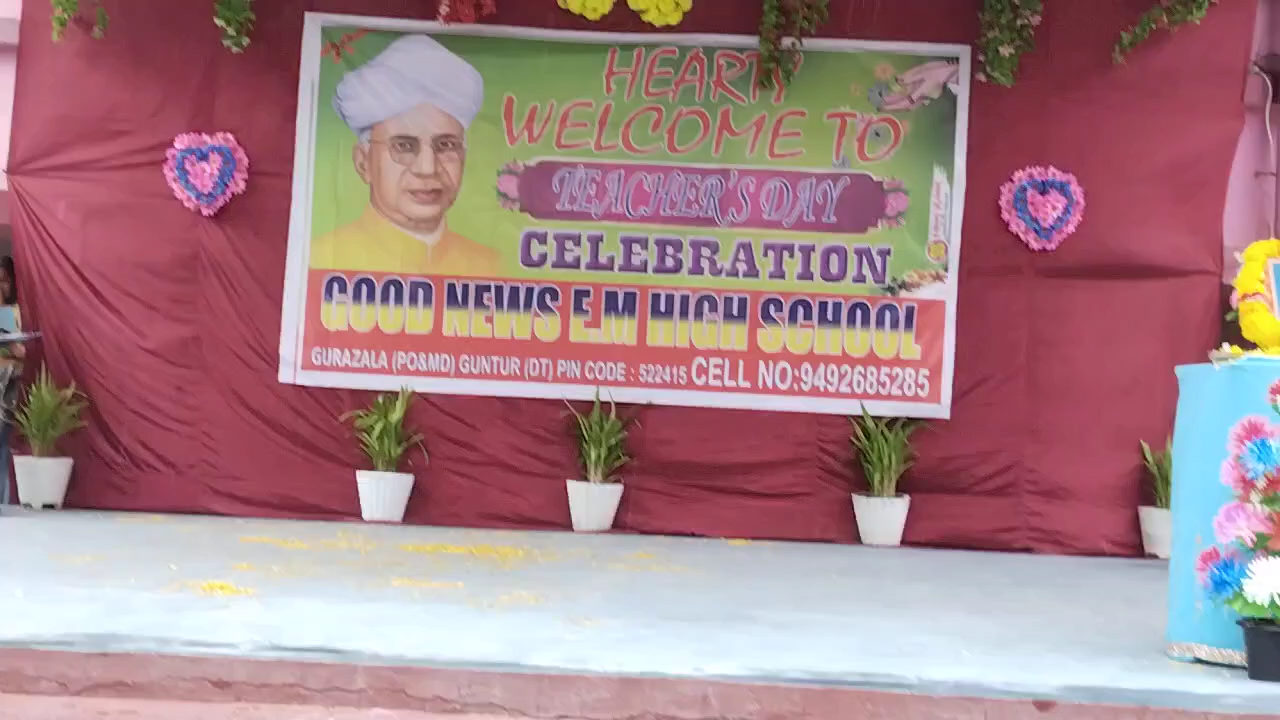 HEARTY
WELCOME TO
TEACHER'S DAY
CELEBRATION
GOOD NEWS E.M HIGH SCHOOL
GURAZALA (PO&MD) GUNTUR (DT) PIN CODE : 522415 CELL NO:9492685285